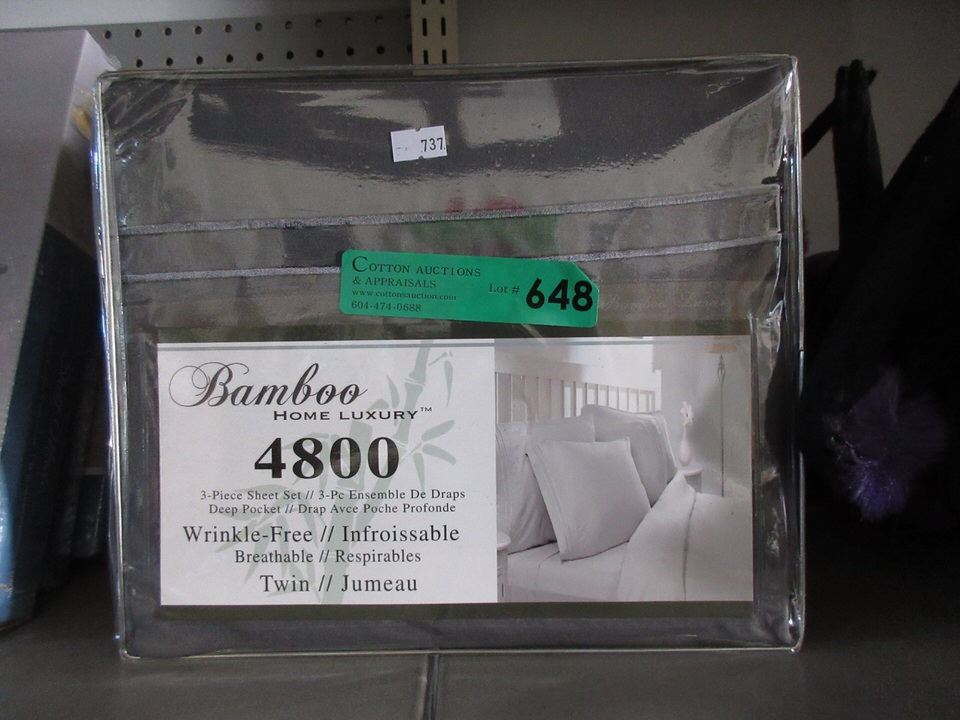 737
COTTON AUCTIONS
& APPRAISALS
www.cottonsauction.com
604-474-0688
Lot # 648
Bamboo
HOME LUXURY™
4800
3-Piece Sheet Set // 3-Pc Ensemble De Draps
Deep Pocket // Drap Avce Poche Profonde
Wrinkle-Free // Infroissable
Breathable // Respirables
Twin // Jumeau